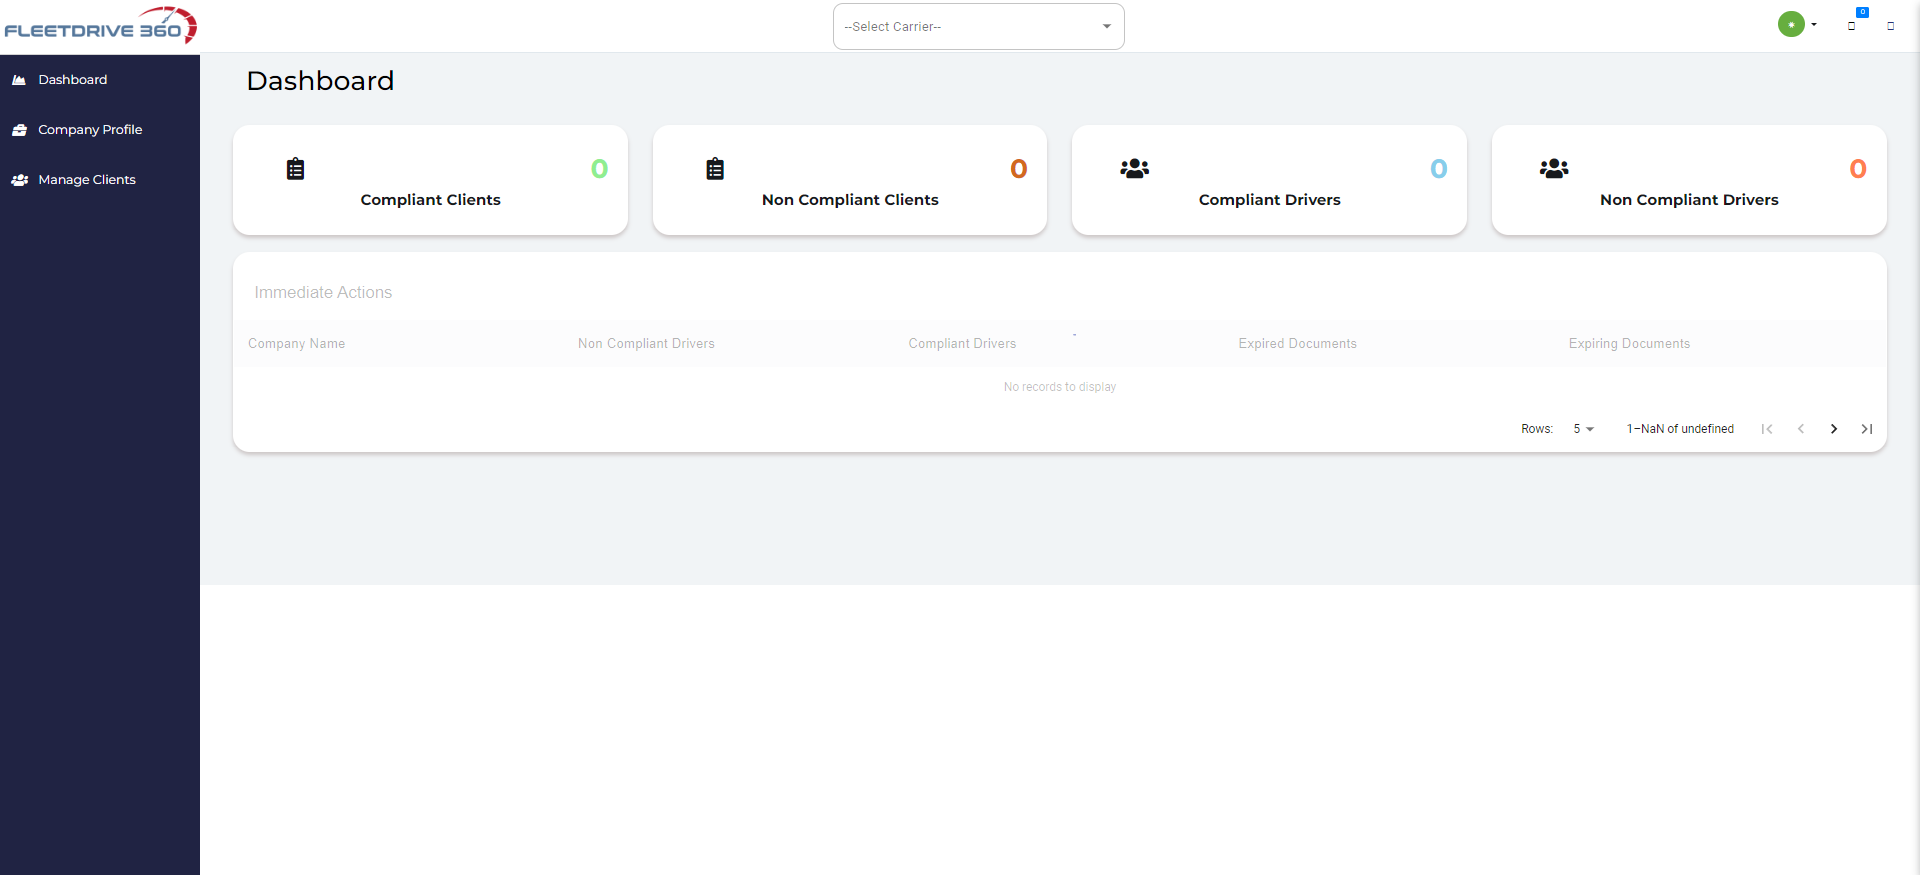 FLEETDRIVE 360
--Select Carrier--
0
Dashboard
Company Profile
Manage Clients
Dashboard
0
Compliant Clients
0
Non Compliant Clients
0
Compliant Drivers
0
Non Compliant Drivers
Immediate Actions
Company Name Non Compliant Drivers Compliant Drivers Expired Documents Expiring Documents
No records to display
Rows: 5 1–NaN of undefined